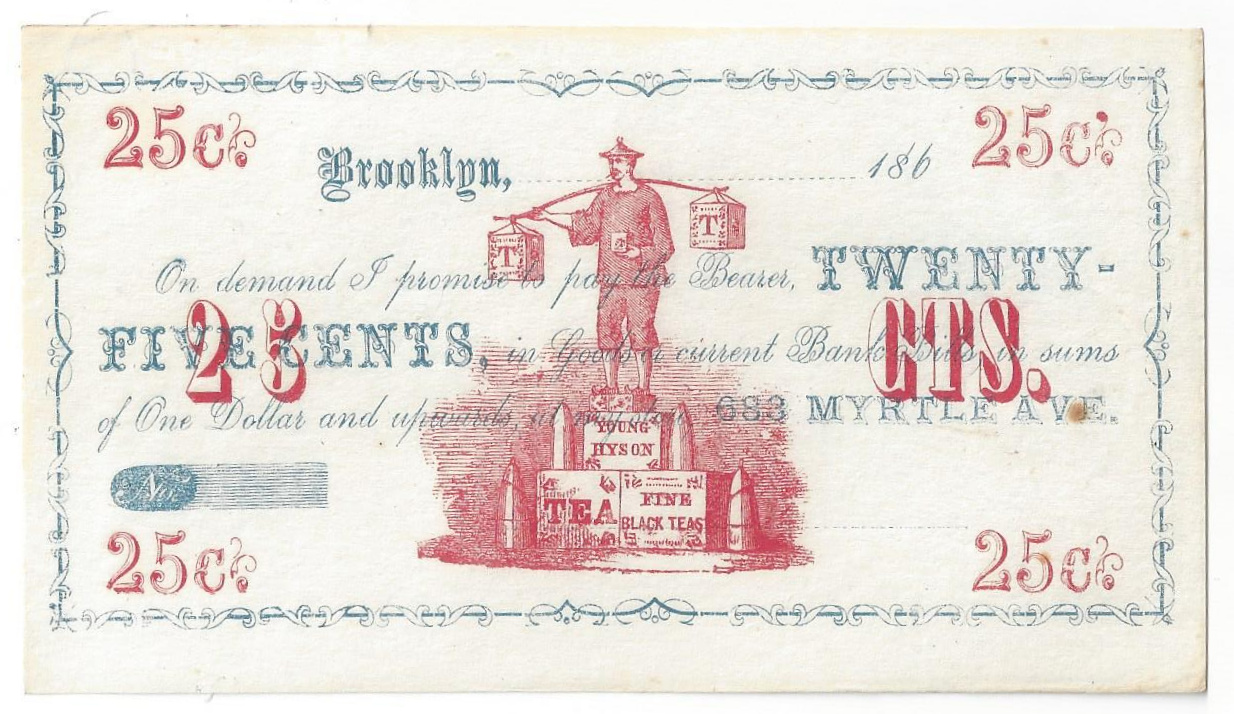 25c's 25c's
Brooklyn, 186
T T
On demand I promise to pay the Bearer, TWENTY-
FIVE CENTS, in Goods or current Bank Bills, in sums
25 CTS.
of One Dollar and upwards, at my store 683 MYRTLE AVE.
YOUNG
HYSON
No.
TEA FINE
BLACK TEAS
25c's 25c's